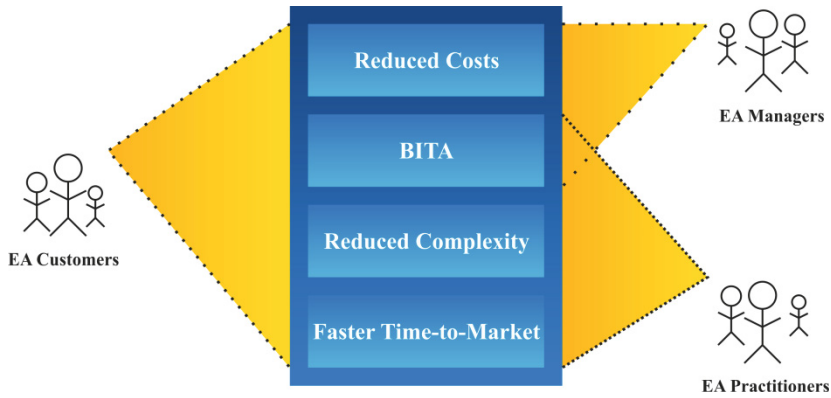 Reduced Costs
EA Managers
BITA
EA Customers
Reduced Complexity
Faster Time-to-Market
EA Practitioners